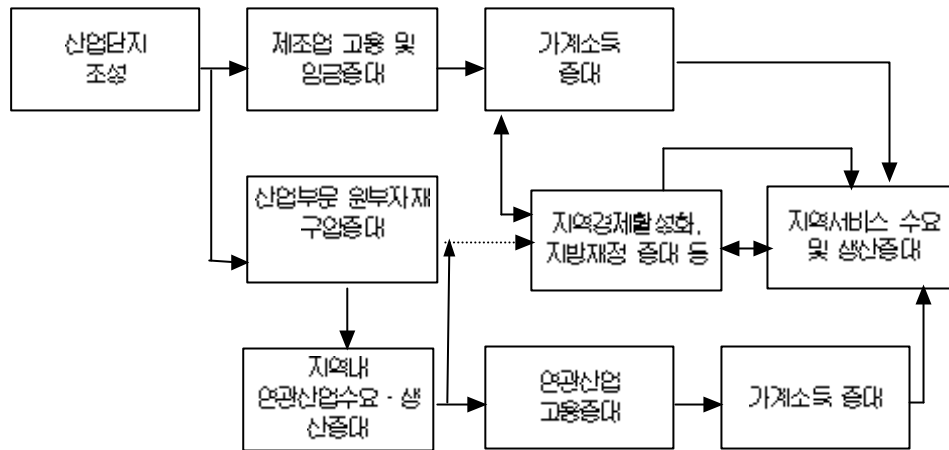 산업단지
조성
제조업 고용 및
임금증대
가계소득
증대
산업부문 원부자재
구입증대
지역경제활성화,
지방재정 증대 등
지역서비스 수요
및 생산증대
지역내
연관산업수요·생
산증대
연관산업
고용증대
가계소득 증대